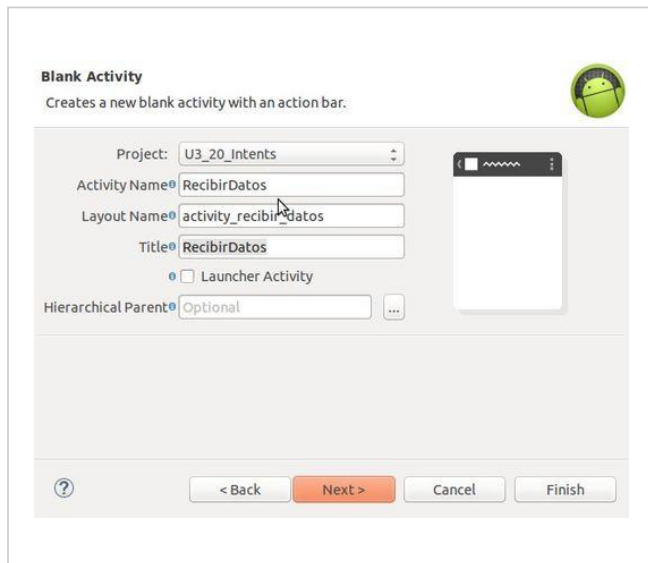 Blank Activity
Creates a new blank activity with an action bar.
Project: U3_20_Intents
Activity Name RecibirDatos
Layout Name activity_recibir_datos
Title RecibirDatos
Launcher Activity
Hierarchical Parent Optional ...
? < Back Next > Cancel Finish